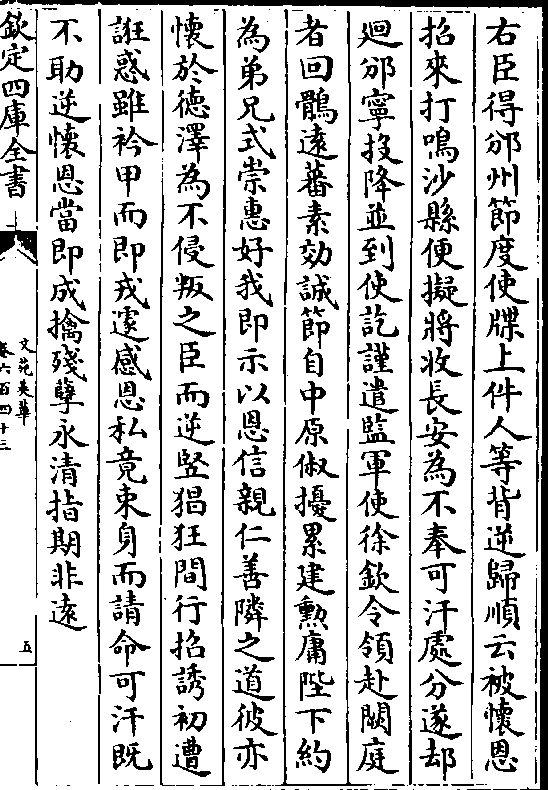 右臣得邠州節度使牒上件人等背逆歸順云被懷恩
招來打鳴沙縣便擬將收長安為不奉可汗處分遂却
廻邠寧投降並到使訖謹遣監軍使徐欽令領赴闕庭
者回鶻遠蕃素効誠節自中原俶擾累建勲庸陛下約
為弟兄式崇惠好我即示以恩信親仁善隣之道彼亦
懷於德澤為不侵叛之臣而逆竪猖狂間行招誘初遭
誑惑雖衿甲而即戎遽感恩私竟束身而請命可汗既
不助逆懷恩當即成擒殘孽永清指期非遠
欽定四庫全書
文苑英華
卷六百四十三
五